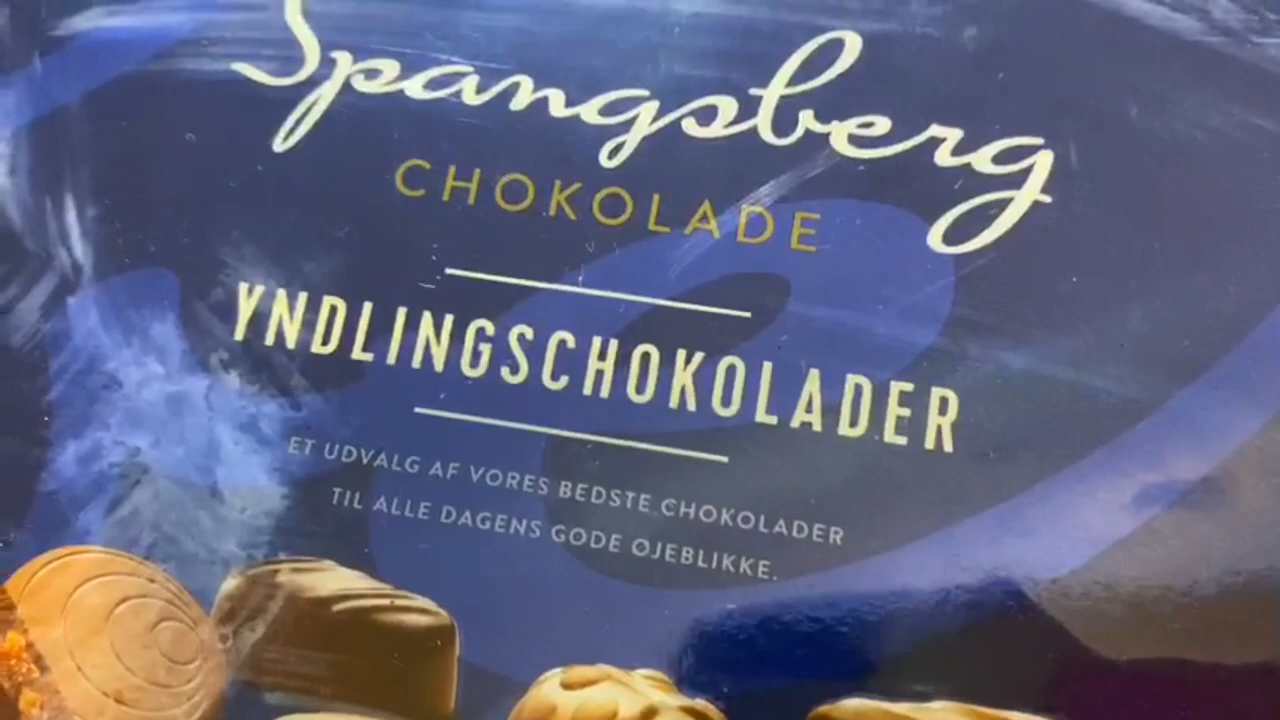 Spangsberg
CHOKOLADE
YNDLINGSCHOKOLADER
ET UDVALG AF VORES BEDSTE CHOKOLADER
TIL ALLE DAGENS GODE ØJEBLIKKE.